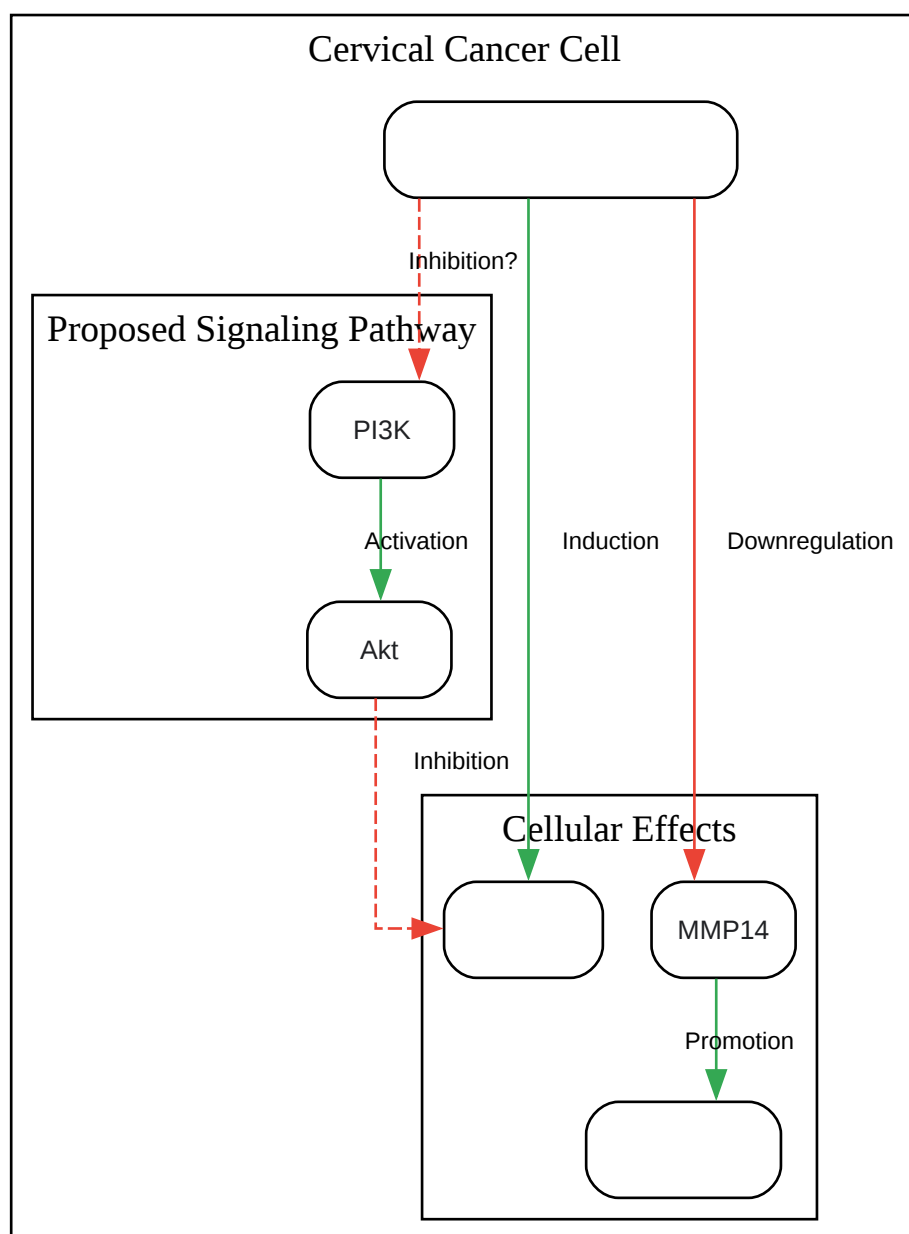 Cervical Cancer Cell
Inhibition?
Proposed Signaling Pathway
PI3K
Activation
Induction
Downregulation
Akt
Inhibition
Cellular Effects
MMP14
Promotion